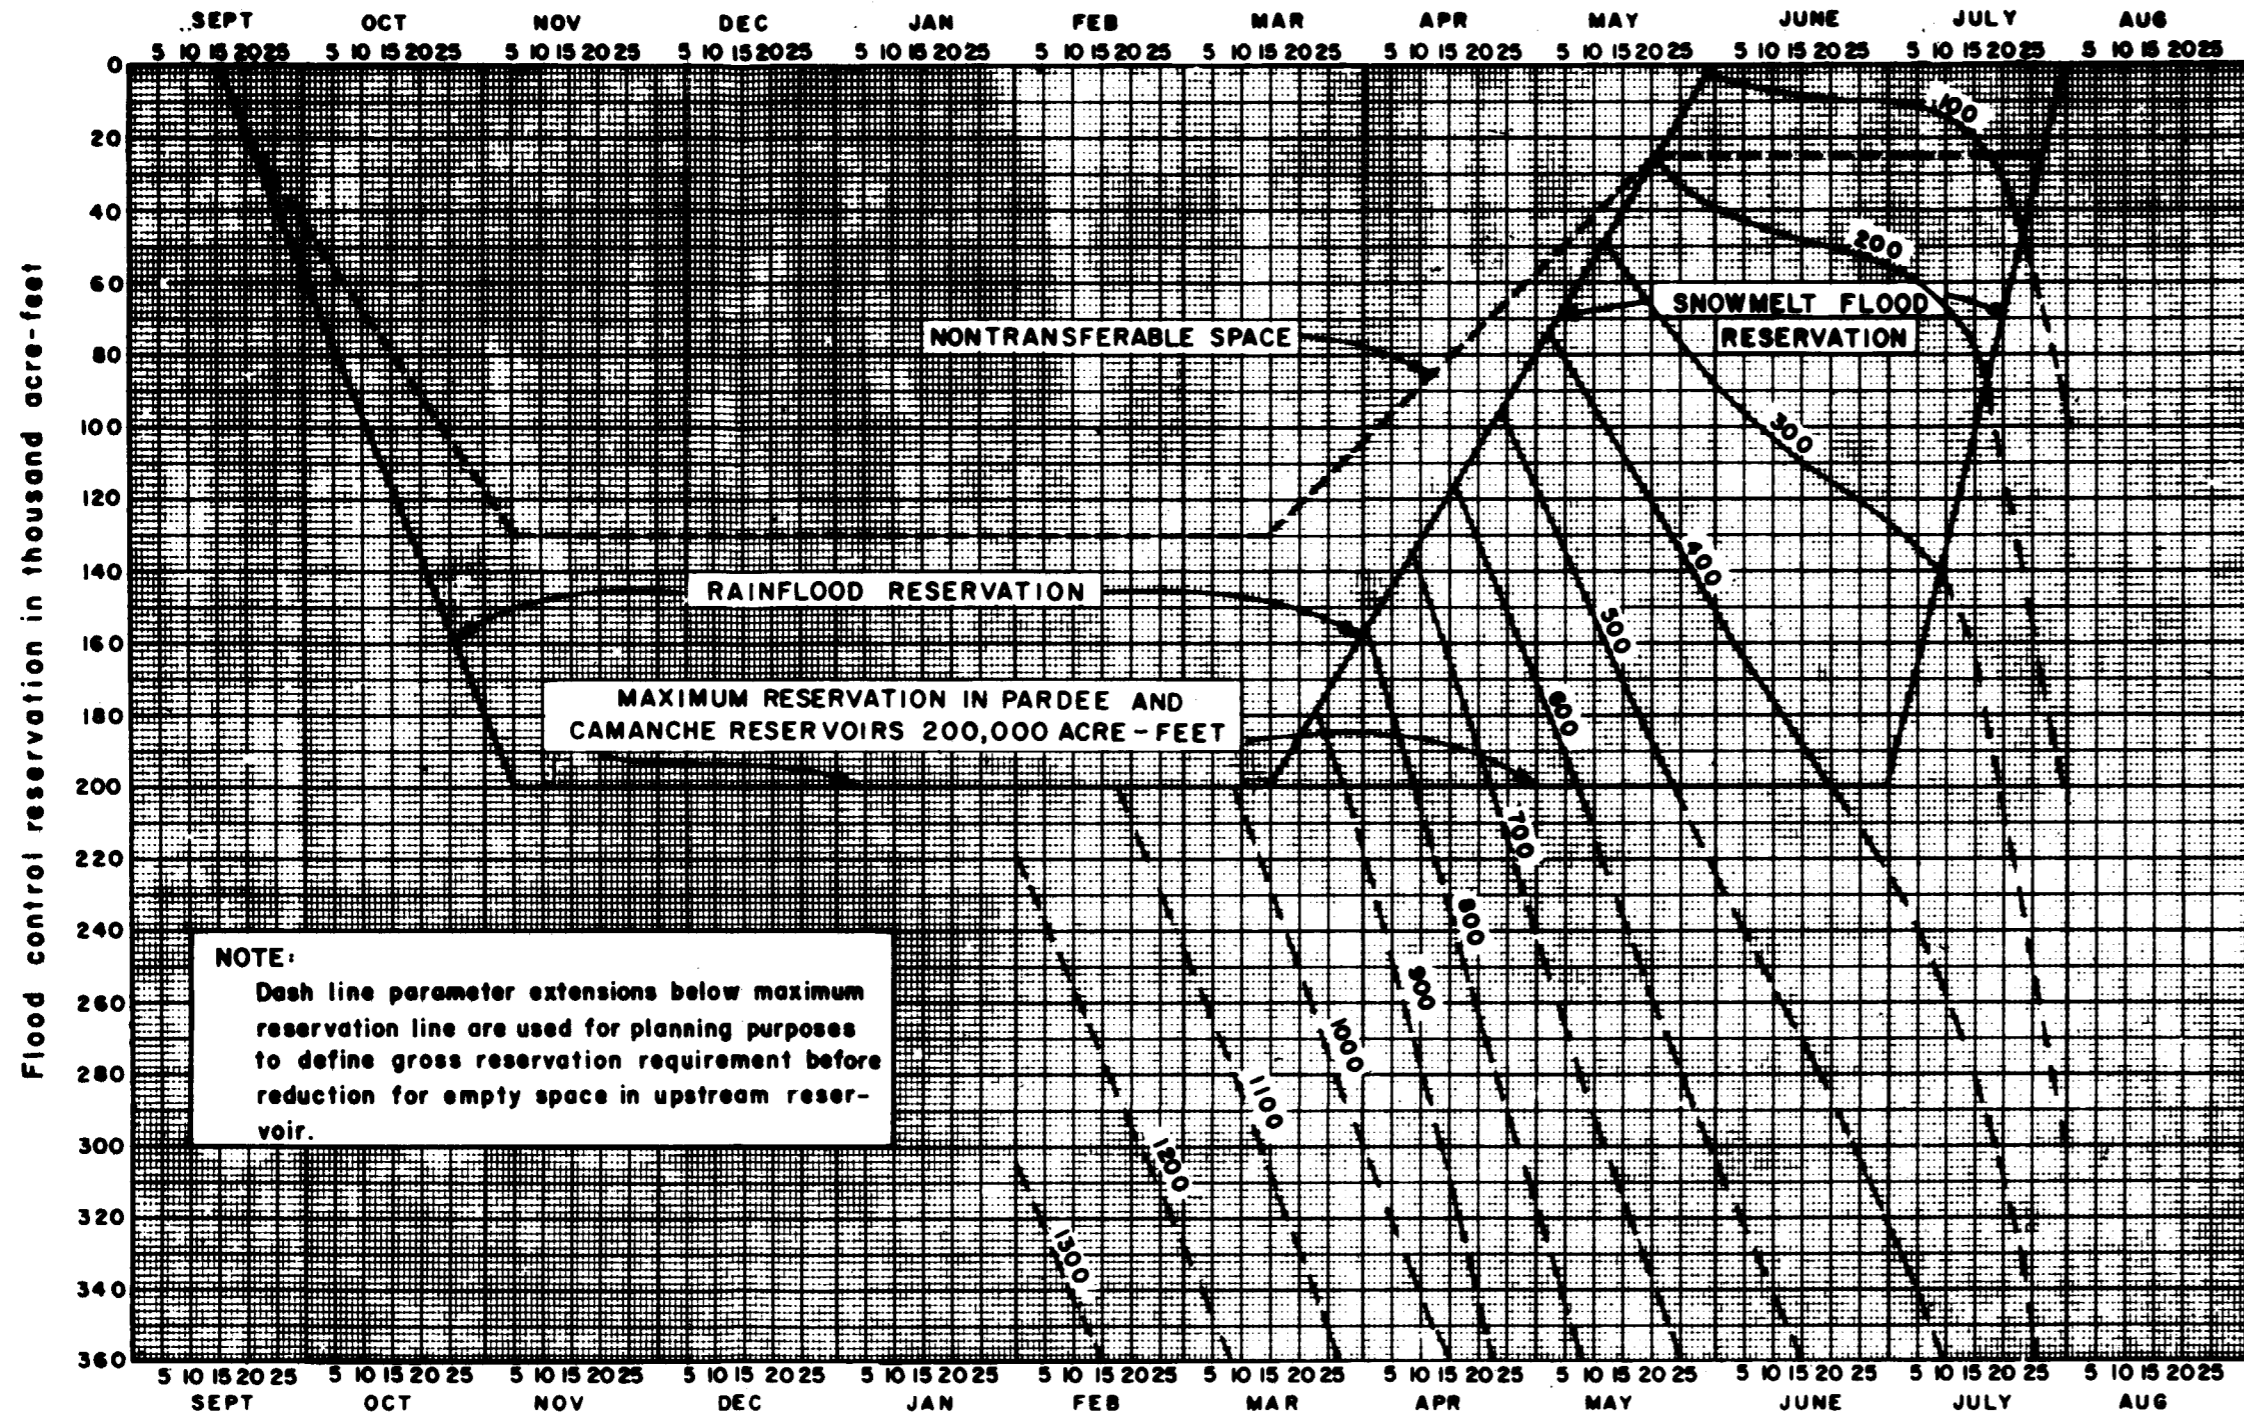 SEPT OCT NOV DEC JAN FEB MAR APR MAY JUNE JULY AUG
5 10 15 20 25 5 10 15 20 25 5 10 15 20 25 5 10 15 20 25 5 10 15 20 25 5 10 15 20 25 5 10 15 20 25 5 10 15 20 25 5 10 15 20 25 5 10 15 20 25 5 10 15 20 25 5 10 15 20 25
Flood control reservation in thousand acre-feet
0
20
40
60
80
100
120
140
160
180
200
220
240
260
280
300
320
340
360
100
200
SNOWMELT FLOOD
RESERVATION
NONTRANSFERABLE SPACE
300
400
RAINFLOOD RESERVATION
500
MAXIMUM RESERVATION IN PARDEE AND
CAMANCHE RESERVOIRS 200,000 ACRE-FEET
600
700
800
900
1000
1100
1200
1300
NOTE:
Dash line parameter extensions below maximum
reservation line are used for planning purposes
to define gross reservation requirement before
reduction for empty space in upstream reser-
voir.
5 10 15 20 25 5 10 15 20 25 5 10 15 20 25 5 10 15 20 25 5 10 15 20 25 5 10 15 20 25 5 10 15 20 25 5 10 15 20 25 5 10 15 20 25 5 10 15 20 25 5 10 15 20 25 5 10 15 20 25
SEPT OCT NOV DEC JAN FEB MAR APR MAY JUNE JULY AUG